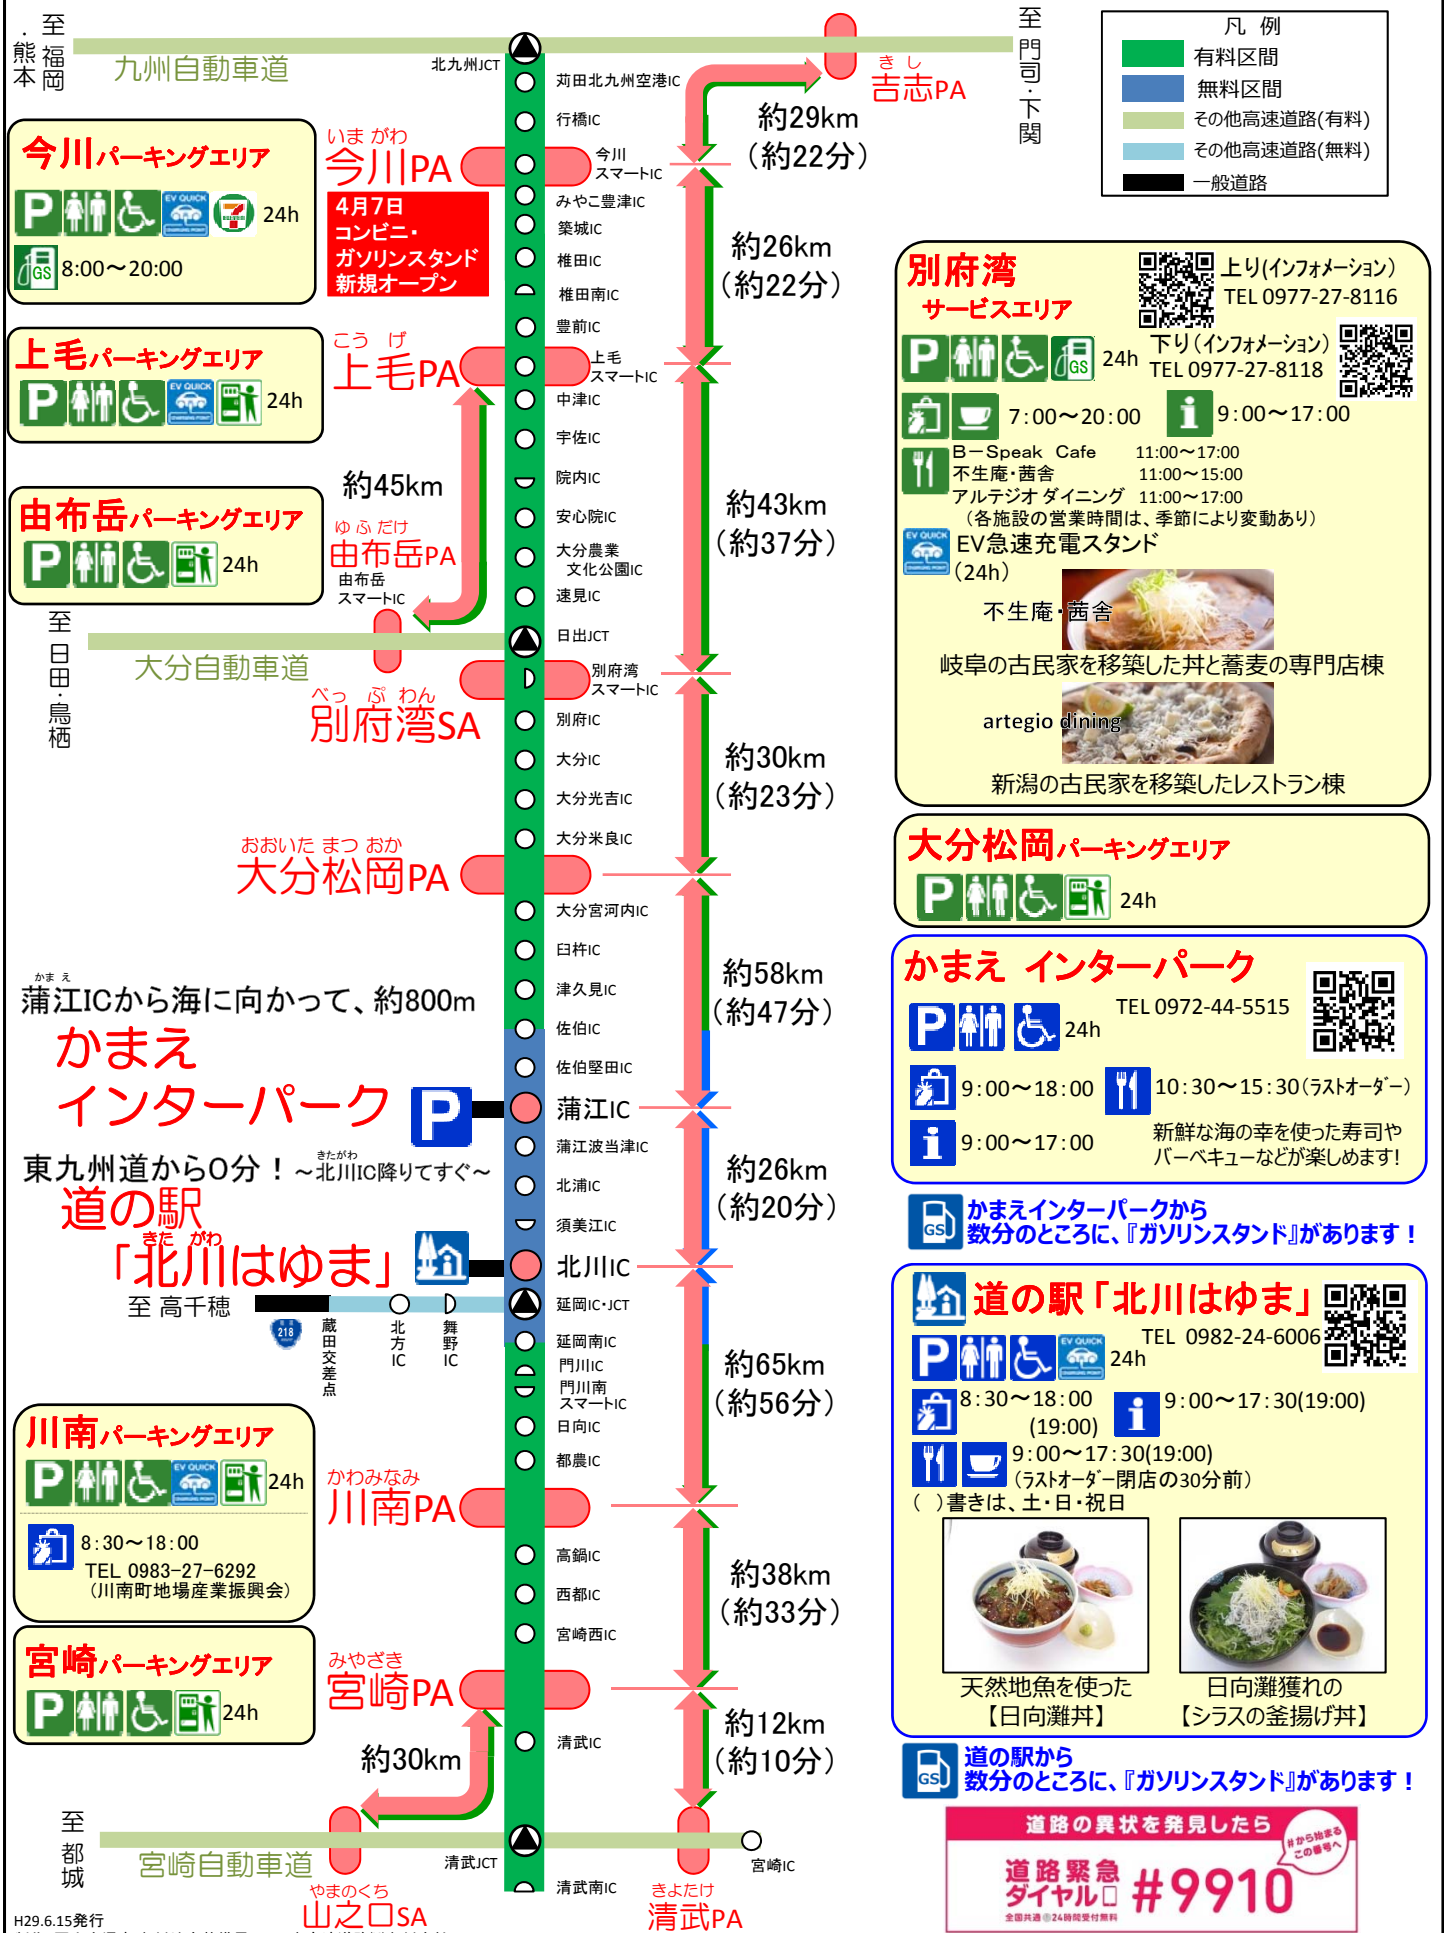 至 福岡・熊本
九州自動車道
北九州JCT
至 門司・下関
きし
吉志PA
凡 例
有料区間
無料区間
その他高速道路(有料)
その他高速道路(無料)
一般道路
苅田北九州空港IC
行橋IC
今川
スマートIC
みやこ豊津IC
築城IC
椎田IC
椎田南IC
豊前IC
上毛
スマートIC
中津IC
宇佐IC
院内IC
安心院IC
大分農業
文化公園IC
速見IC
日出JCT
別府湾
スマートIC
別府IC
大分IC
大分光吉IC
大分米良IC
大分宮河内IC
臼杵IC
津久見IC
佐伯IC
佐伯堅田IC
蒲江IC
蒲江波当津IC
北浦IC
須美江IC
北川IC
延岡IC・JCT
延岡南IC
門川IC
門川南
スマートIC
日向IC
都農IC
高鍋IC
西都IC
宮崎西IC
清武IC
清武JCT
清武南IC
宮崎IC
約29km
(約22分)
約26km
(約22分)
約43km
(約37分)
約30km
(約23分)
約58km
(約47分)
約26km
(約20分)
約65km
(約56分)
約38km
(約33分)
約12km
(約10分)
今川パーキングエリア
P
EV QUICK
CHARGING POINT
7
24h
GS
8:00～20:00
いまがわ
今川PA
4月7日
コンビニ・
ガソリンスタンド
新規オープン
上毛パーキングエリア
P
EV QUICK
CHARGING POINT
24h
こうげ
上毛PA
約45km
由布岳パーキングエリア
P
24h
ゆふだけ
由布岳PA
由布岳
スマートIC
至 日田・鳥栖
大分自動車道
べっぷわん
別府湾SA
おおいた まつ おか
大分松岡PA
かまえ
蒲江ICから海に向かって、約800m
かまえ
インターパーク
P
きたがわ
東九州道から0分！～北川IC降りてすぐ～
道の駅
きた がわ
「北川はゆま」
至 高千穂
218
蔵田交差点
北方IC
舞野IC
川南パーキングエリア
P
EV QUICK
CHARGING POINT
24h
8:30～18:00
TEL 0983-27-6292
(川南町地場産業振興会)
かわみなみ
川南PA
宮崎パーキングエリア
P
24h
みやざき
宮崎PA
約30km
至 都城
宮崎自動車道
やまのくち
山之口SA
きよたけ
清武PA
H29.6.15発行
別府湾
サービスエリア
上り(インフォメーション)
TEL 0977-27-8116
P
GS
24h
下り(インフォメーション)
TEL 0977-27-8118
7:00～20:00
i
9:00～17:00
B－Speak Cafe 11:00～17:00
不生庵・茜舎 11:00～15:00
アルテジオ ダイニング 11:00～17:00
(各施設の営業時間は、季節により変動あり)
EV QUICK
CHARGING POINT
EV急速充電スタンド
(24h)
不生庵・茜舎
岐阜の古民家を移築した丼と蕎麦の専門店棟
artegio dining
新潟の古民家を移築したレストラン棟
大分松岡パーキングエリア
P
24h
かまえ インターパーク
P
24h
TEL 0972-44-5515
9:00～18:00
10:30～15:30(ラストオーダー)
i
9:00～17:00
新鮮な海の幸を使った寿司や
バーベキューなどが楽しめます!
GS
かまえインターパークから
数分のところに、『ガソリンスタンド』があります！
道の駅「北川はゆま」
TEL 0982-24-6006
P
EV QUICK
CHARGING POINT
24h
8:30～18:00
(19:00)
i
9:00～17:30(19:00)
9:00～17:30(19:00)
(ラストオーダー閉店の30分前)
( )書きは、土・日・祝日
天然地魚を使った
【日向灘丼】
日向灘獲れの
【シラスの釜揚げ丼】
GS
道の駅から
数分のところに、『ガソリンスタンド』があります！
道路の異状を発見したら
#から始まる
この番号へ
道路緊急
ダイヤル
#9910
全国共通 24時間受付無料